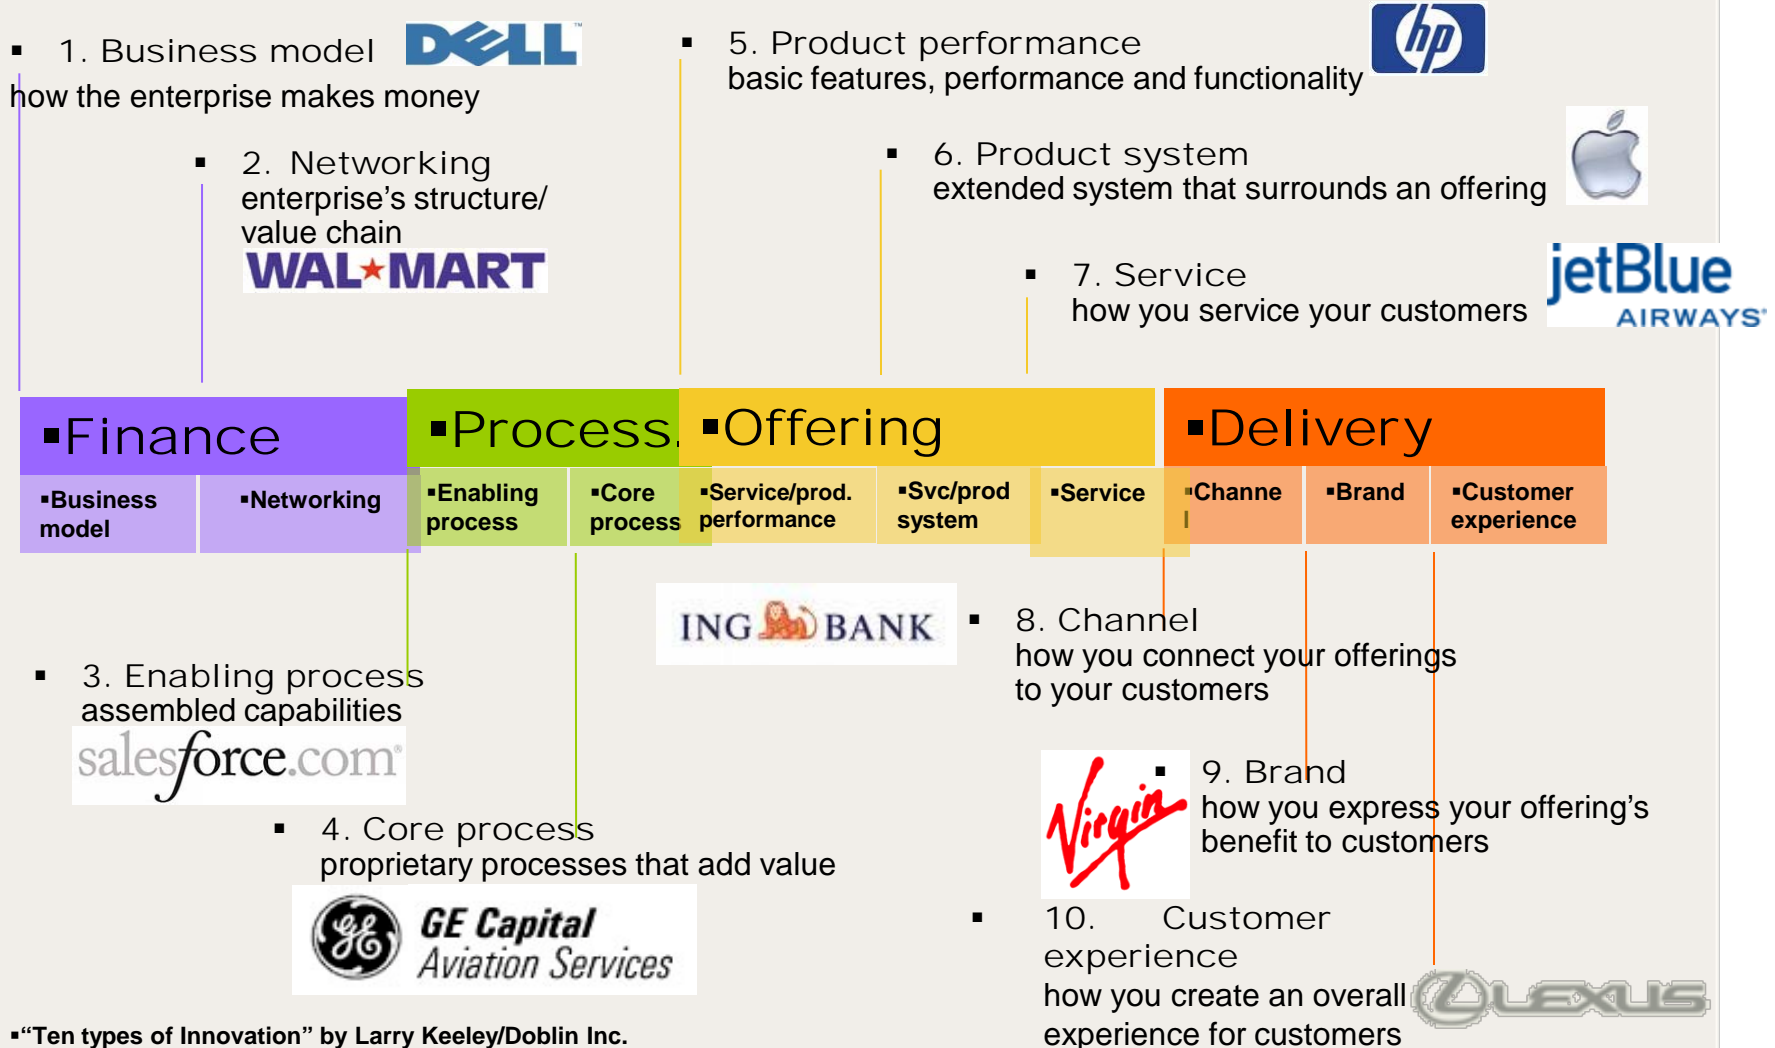 ▪ 1. Business model
DELL™
how the enterprise makes money
▪ 2. Networking
enterprise’s structure/
value chain
WAL★MART
▪ 5. Product performance
basic features, performance and functionality
hp
▪ 6. Product system
extended system that surrounds an offering
▪ 7. Service
how you service your customers
jetBlue
AIRWAYS®
▪Finance
▪Process.
▪Offering
▪Delivery
▪Business
model
▪Networking
▪Enabling
process
▪Core
process
▪Service/prod.
performance
▪Svc/prod
system
▪Service
▪Channe
l
▪Brand
▪Customer
experience
▪ 3. Enabling process
assembled capabilities
salesforce.com®
▪ 4. Core process
proprietary processes that add value
GE
GE Capital
Aviation Services
ING BANK
▪ 8. Channel
how you connect your offerings
to your customers
Virgin
▪ 9. Brand
how you express your offering’s
benefit to customers
▪ 10. Customer
experience
how you create an overall
experience for customers
LEXUS
▪“Ten types of Innovation” by Larry Keeley/Doblin Inc.